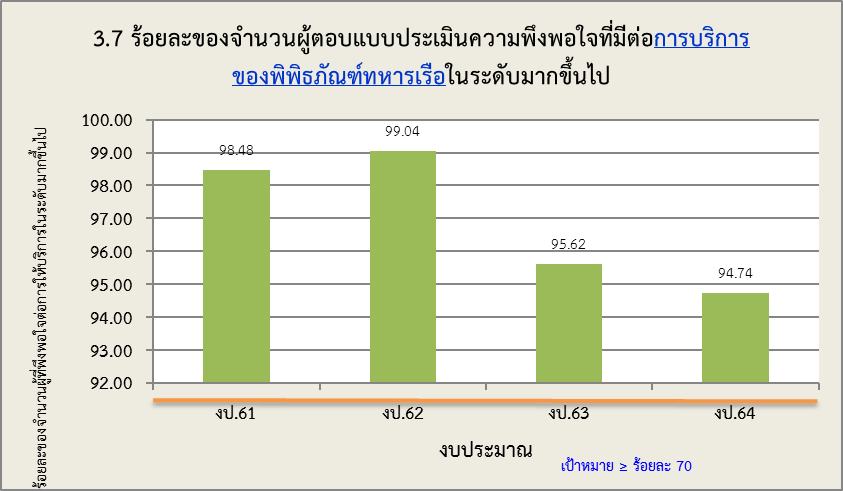 3.7 ร้อยละของจำนวนผู้ตอบแบบประเมินความพึงพอใจที่มีต่อการบริการ
ของพิพิธภัณฑ์ทหารเรือในระดับมากขึ้นไป
ร้อยละของจำนวนผู้ที่พึงพอใจต่อการให้บริการในระดับมากขึ้นไป
100.00
99.00
98.00
97.00
96.00
95.00
94.00
93.00
92.00
98.48
99.04
95.62
94.74
งป.61
งป.62
งป.63
งป.64
งบประมาณ
เป้าหมาย ≥ ร้อยละ 70